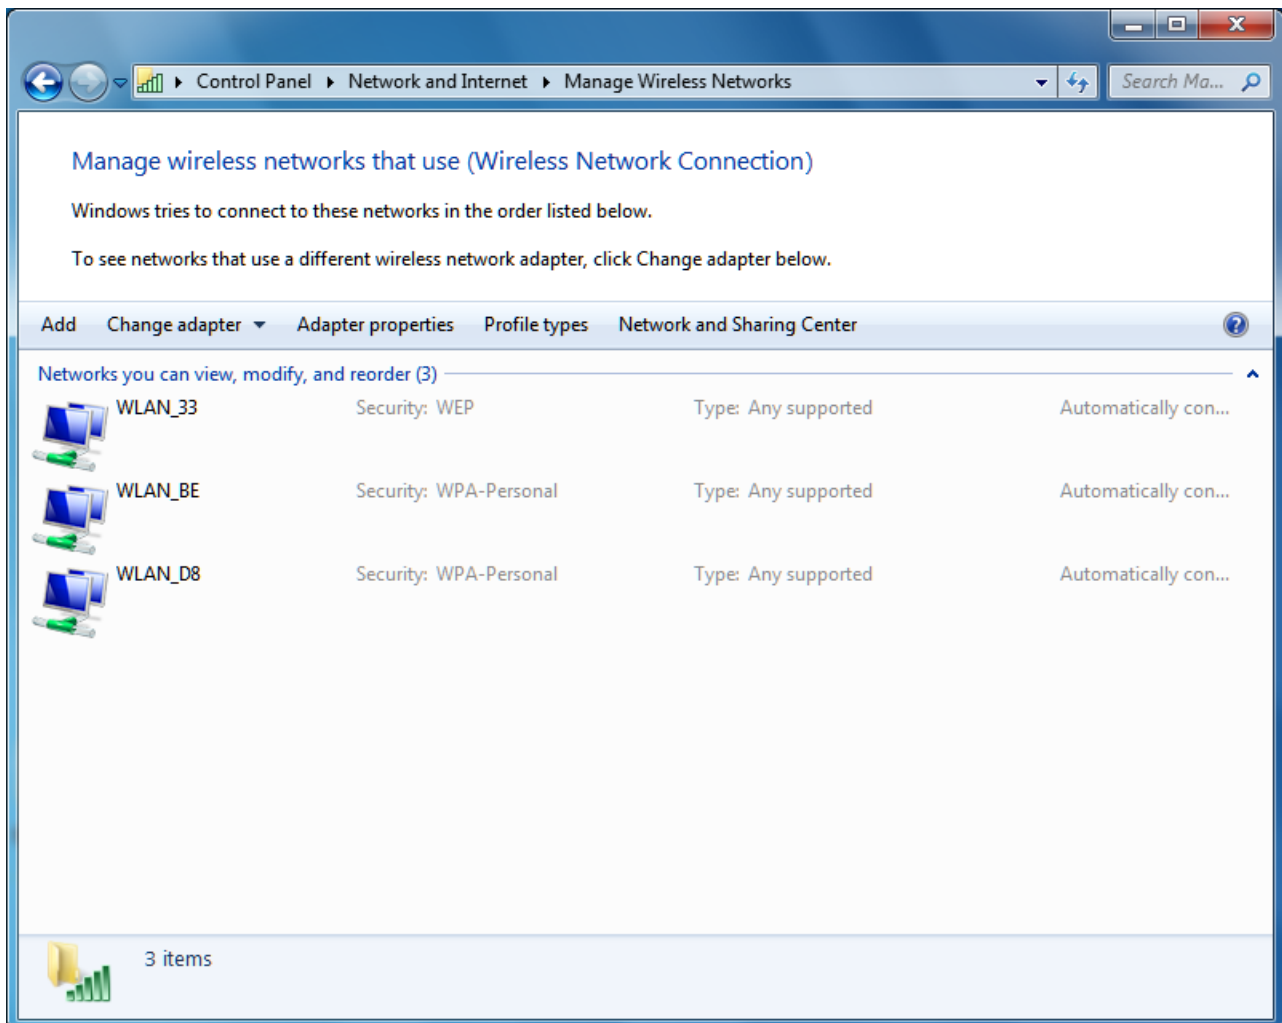 Control Panel Network and Internet Manage Wireless Networks Search Ma...
Manage wireless networks that use (Wireless Network Connection)
Windows tries to connect to these networks in the order listed below.
To see networks that use a different wireless network adapter, click Change adapter below.
Add Change adapter Adapter properties Profile types Network and Sharing Center
Networks you can view, modify, and reorder (3)
WLAN_33 Security: WEP Type: Any supported Automatically con...
WLAN_BE Security: WPA-Personal Type: Any supported Automatically con...
WLAN_D8 Security: WPA-Personal Type: Any supported Automatically con...
3 items